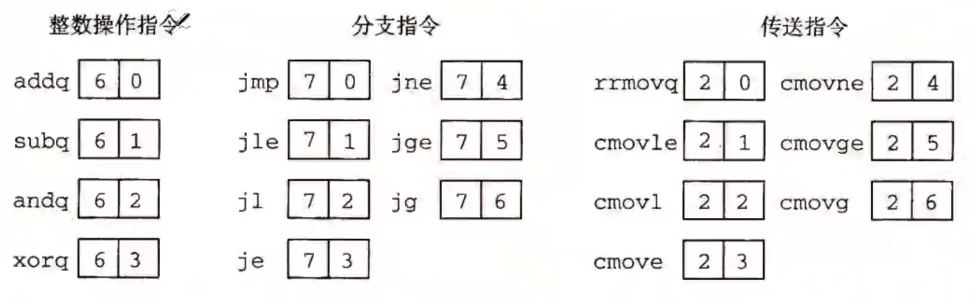 整数操作指令 分支指令 传送指令
addq 6 0 jmp 7 0 jne 7 4 rrmovq 2 0 cmovne 2 4
subq 6 1 jle 7 1 jge 7 5 cmovle 2 1 cmovge 2 5
andq 6 2 jl 7 2 jg 7 6 cmovl 2 2 cmovg 2 6
xorq 6 3 je 7 3 cmove 2 3